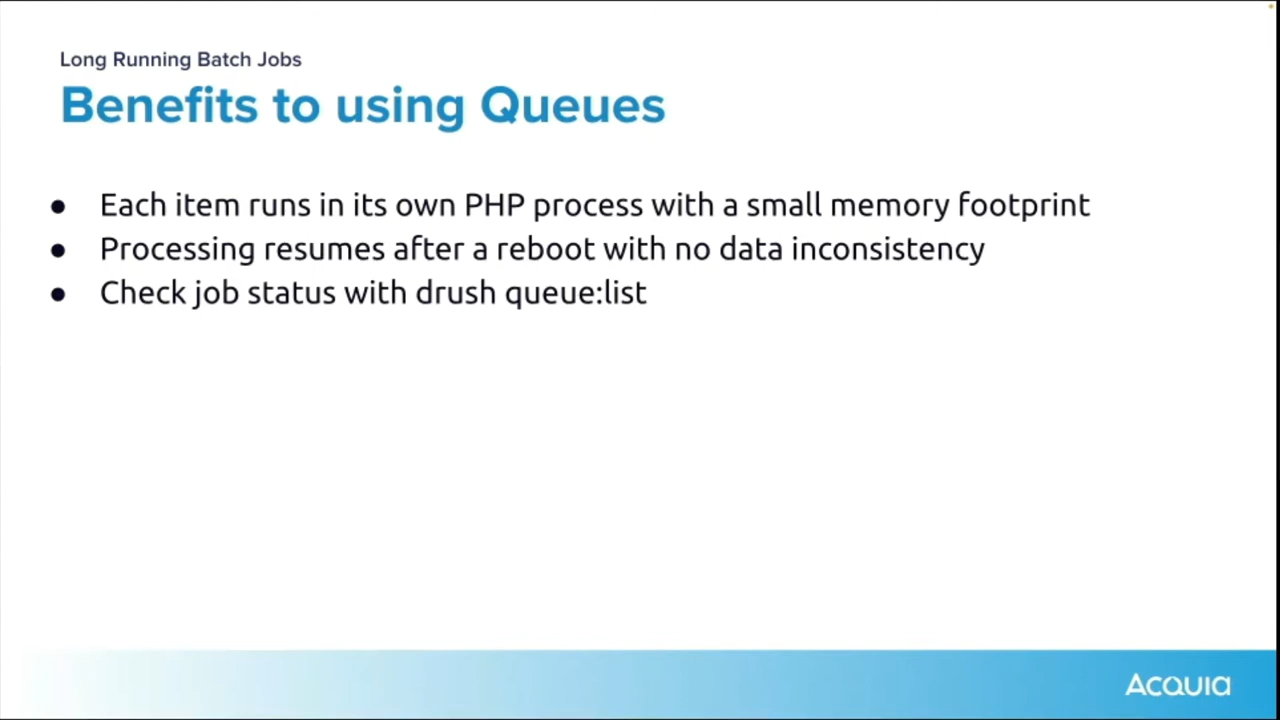 Long Running Batch Jobs
Benefits to using Queues
● Each item runs in its own PHP process with a small memory footprint
● Processing resumes after a reboot with no data inconsistency
● Check job status with drush queue:list
Acquia